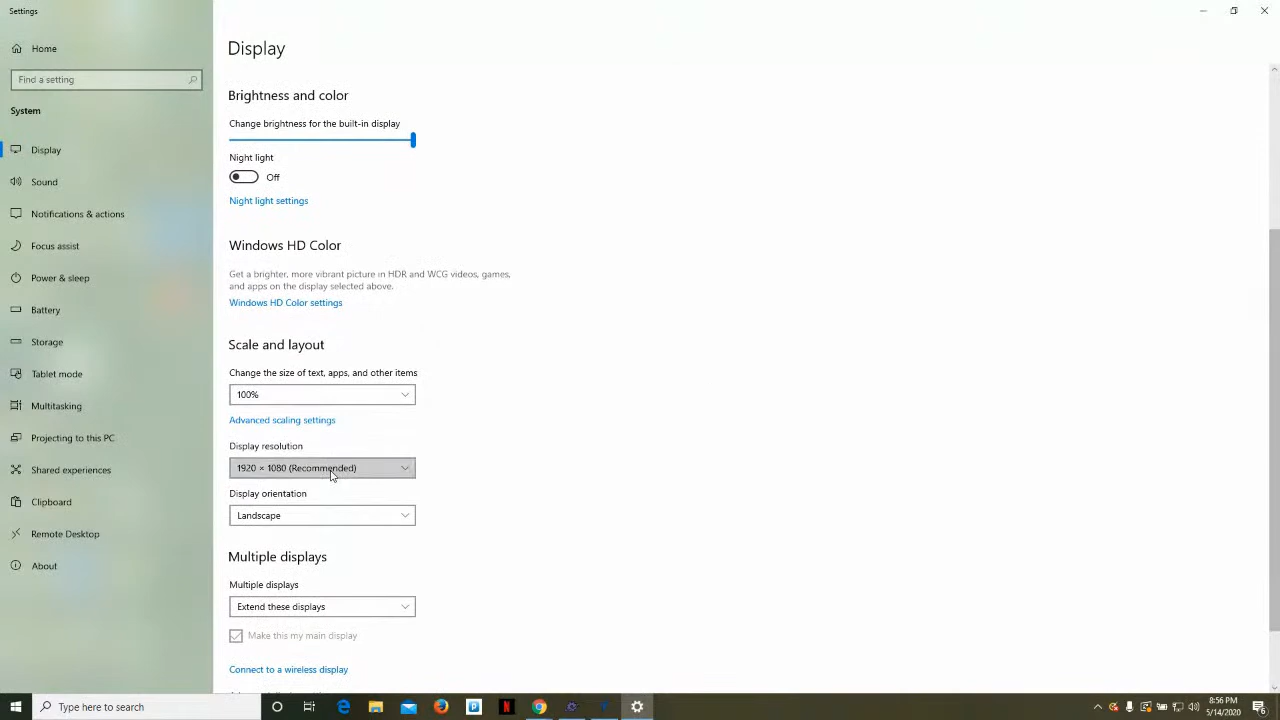 Settings
Home
Find a setting
System
Display
Sound
Notifications & actions
Focus assist
Power & sleep
Battery
Storage
Tablet mode
Multitasking
Projecting to this PC
Shared experiences
Clipboard
Remote Desktop
About
Display
Brightness and color
Change brightness for the built-in display
Night light
Off
Night light settings
Windows HD Color
Get a brighter, more vibrant picture in HDR and WCG videos, games,
and apps on the display selected above.
Windows HD Color settings
Scale and layout
Change the size of text, apps, and other items
100%
Advanced scaling settings
Display resolution
1920 × 1080 (Recommended)
Display orientation
Landscape
Multiple displays
Multiple displays
Extend these displays
Make this my main display
Connect to a wireless display
Type here to search
8:56 PM
5/14/2020
6